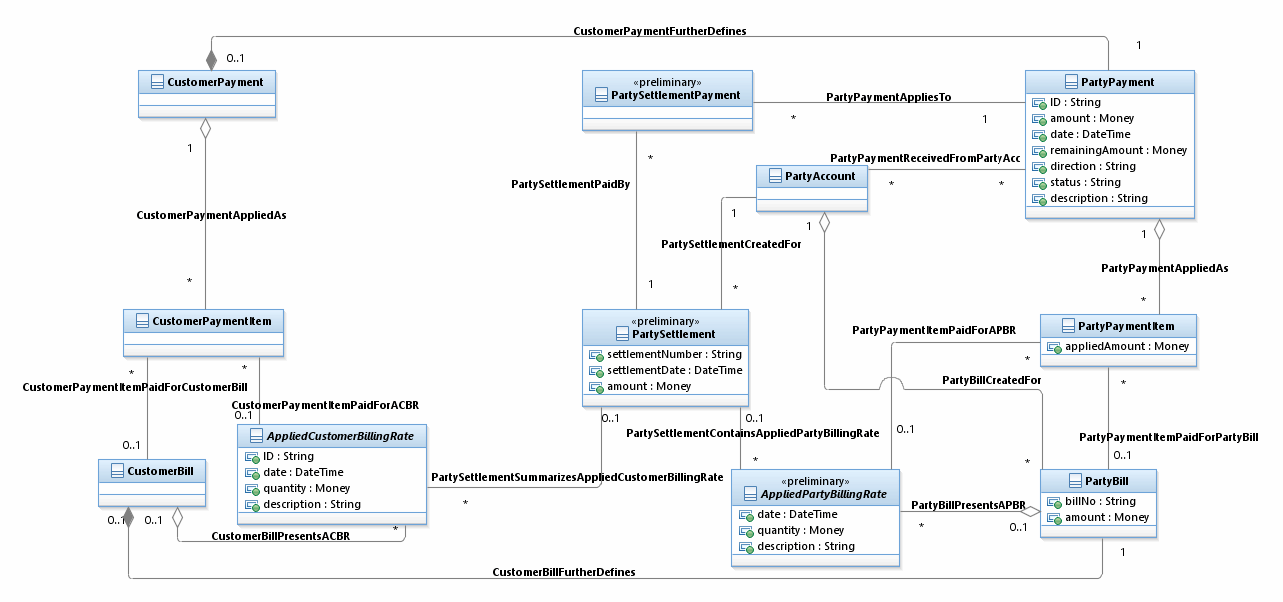 CustomerPaymentFurtherDefines
0..1
1
CustomerPayment
«preliminary»
PartySettlementPayment
PartyPayment
ID : String
amount : Money
date : DateTime
remainingAmount : Money
direction : String
status : String
description : String
PartyPaymentAppliesTo
*
1
PartyPaymentReceivedFromPartyAcc
*
*
PartyAccount
1
*
PartySettlementPaidBy
1
1
1
CustomerPaymentAppliedAs
PartySettlementCreatedFor
PartyPaymentAppliedAs
*
1
*
*
CustomerPaymentItem
«preliminary»
PartySettlement
settlementNumber : String
settlementDate : DateTime
amount : Money
PartyPaymentItem
appliedAmount : Money
PartyPaymentItemPaidForAPBR
*
*
*
CustomerPaymentItemPaidForCustomerBill
PartyBillCreatedFor
*
CustomerPaymentItemPaidForACBR
0..1
0..1
0..1
0..1
PartySettlementContainsAppliedPartyBillingRate
PartyPaymentItemPaidForPartyBill
0..1
0..1
*
*
CustomerBill
AppliedCustomerBillingRate
ID : String
date : DateTime
quantity : Money
description : String
PartySettlementSummarizesAppliedCustomerBillingRate
*
«preliminary»
AppliedPartyBillingRate
date : DateTime
quantity : Money
description : String
PartyBillPresentsAPBR
*
0..1
PartyBill
billNo : String
amount : Money
0..1
0..1
*
CustomerBillPresentsACBR
1
CustomerBillFurtherDefines